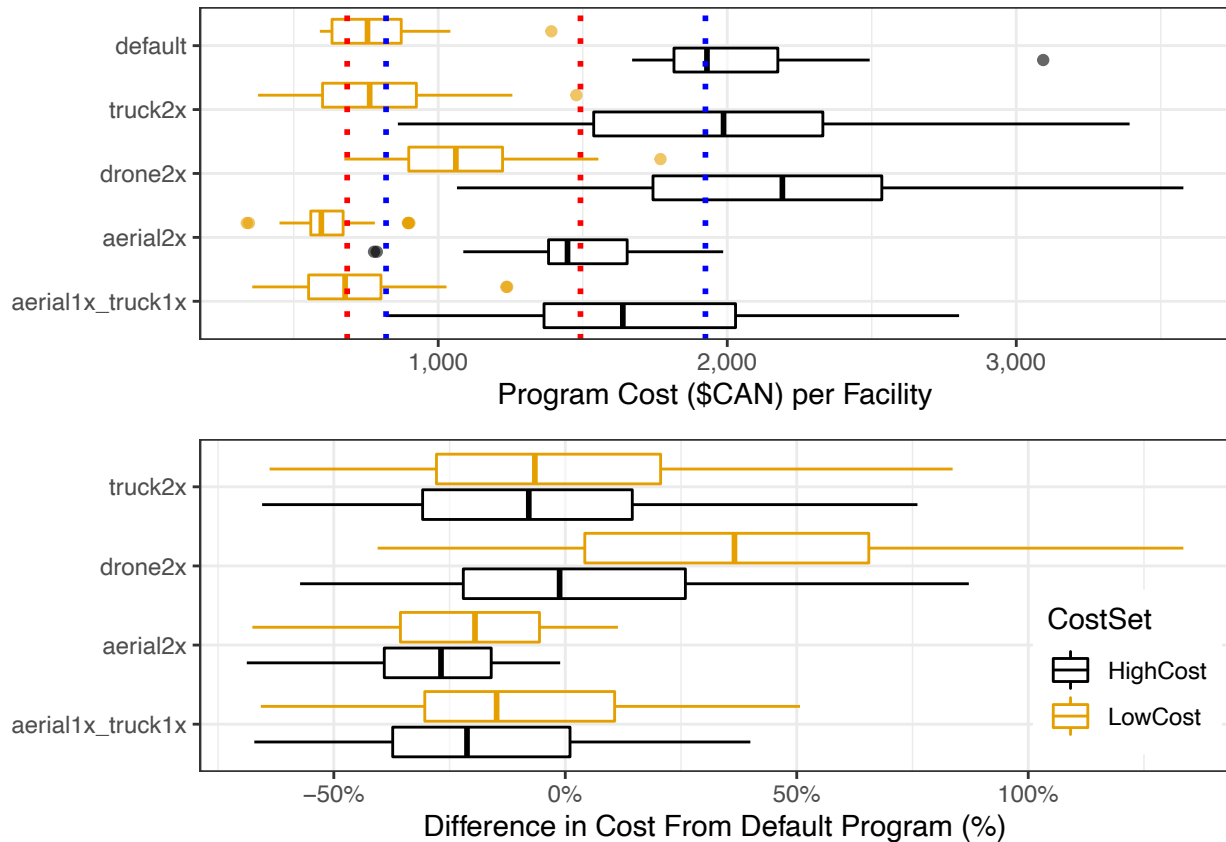 default
truck2x
drone2x
aerial2x
aerial1x_truck1x
1,000 2,000 3,000
Program Cost ($CAN) per Facility
truck2x
drone2x
aerial2x
aerial1x_truck1x
CostSet
HighCost
LowCost
−50% 0% 50% 100%
Difference in Cost From Default Program (%)